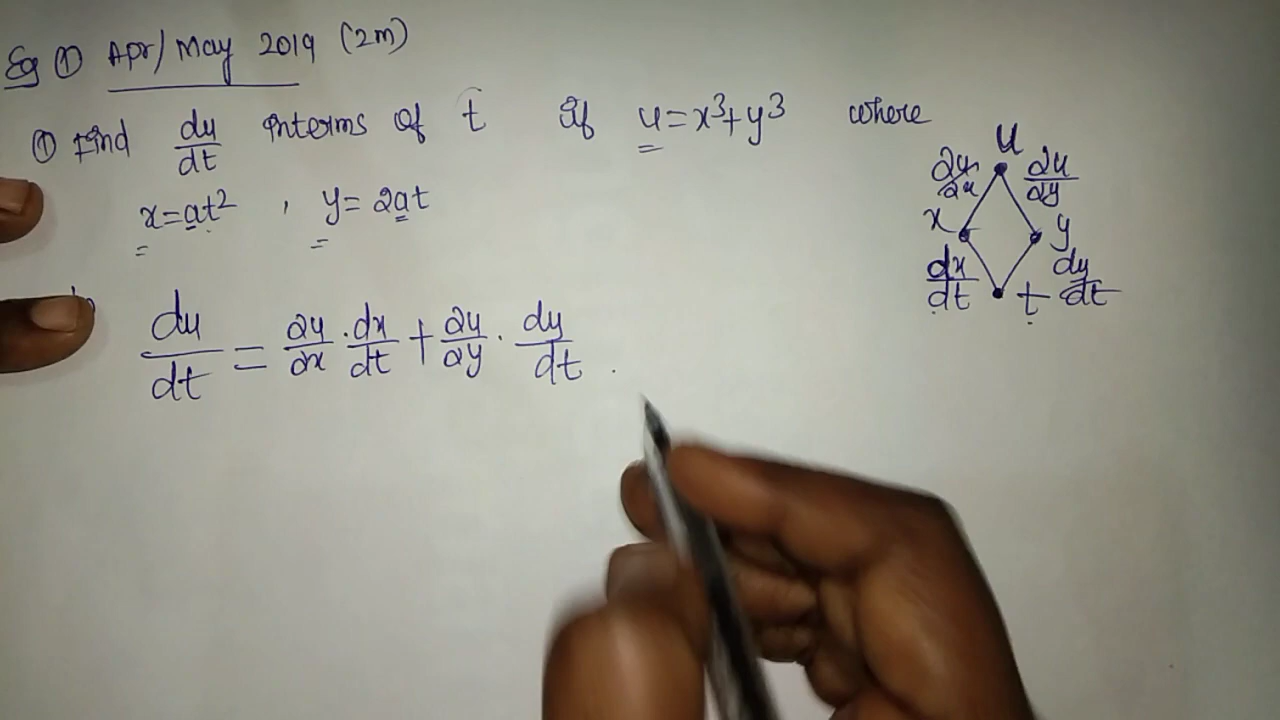 Eg ① Apr/May 2019 (2m)
① Find du/dt interms of t if u=x³+y³ where
x=at² , y=2at
u
∂u/∂x ∂u/∂y
x y
dx/dt t dy/dt
du/dt = ∂u/∂x · dx/dt + ∂u/∂y · dy/dt .